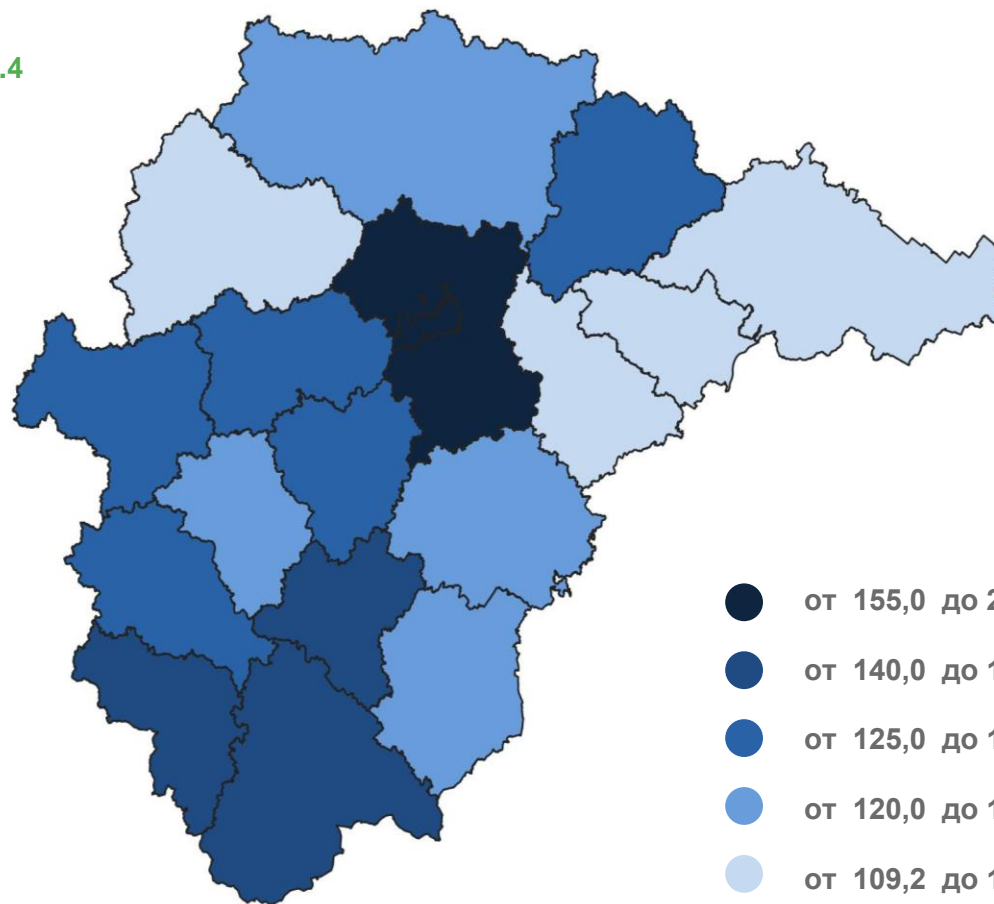 .4
от 155,0 до 2
от 140,0 до 1
от 125,0 до 1
от 120,0 до 1
от 109,2 до 1